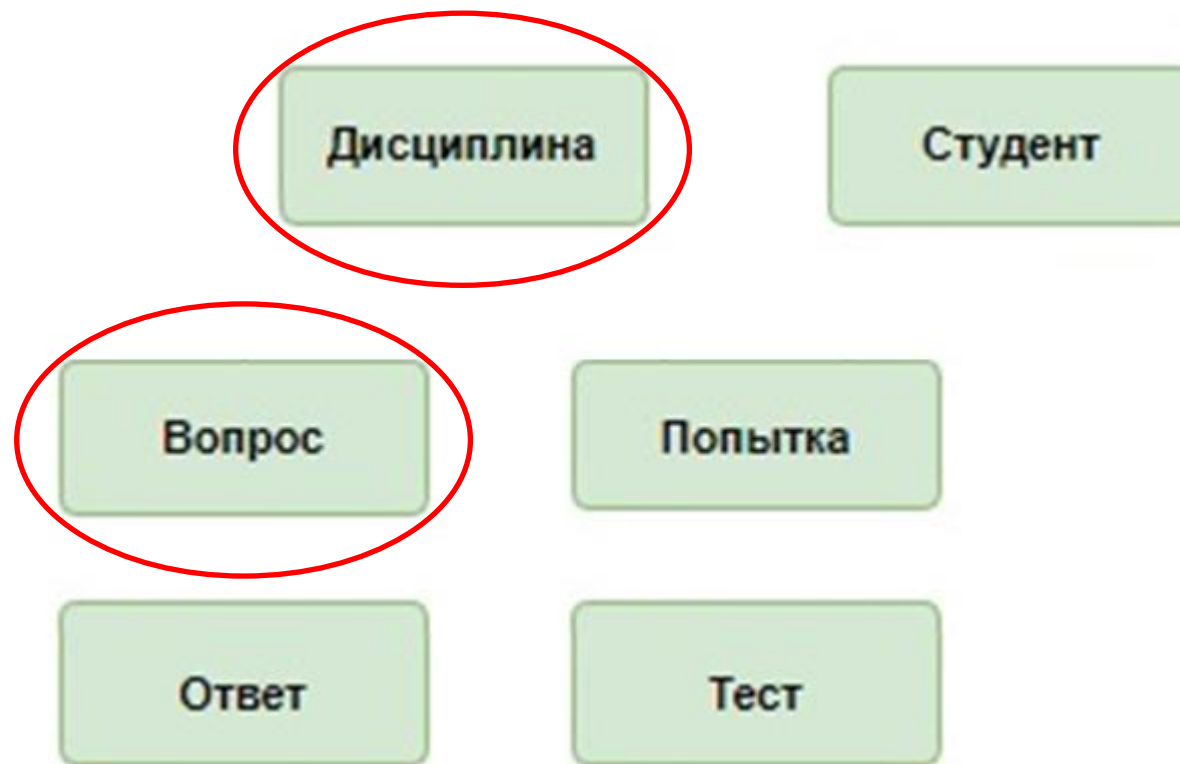 Дисциплина
Студент
Вопрос
Попытка
Ответ
Тест